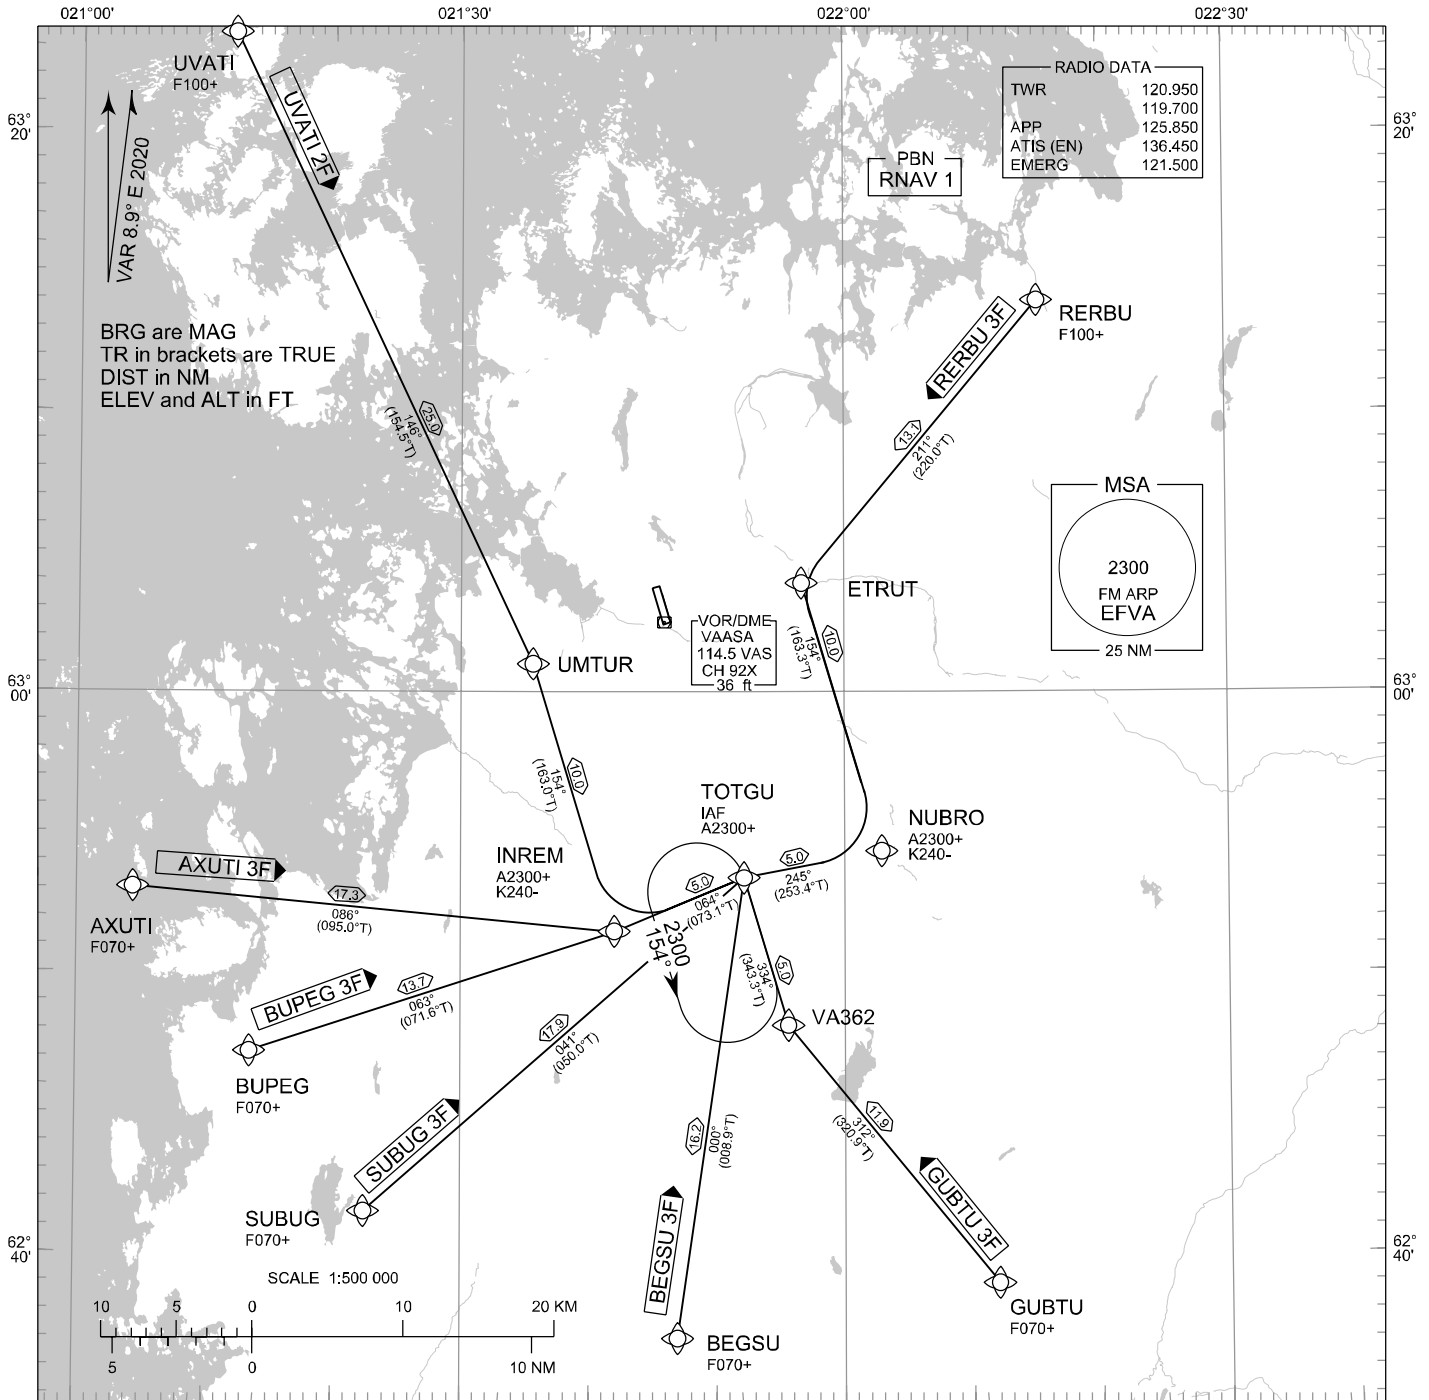 021°00'
021°30'
022°00'
022°30'
UVATI
F100+
UVATI 2F
RADIO DATA
TWR 120.950
119.700
APP 125.850
ATIS (EN) 136.450
EMERG 121.500
63°
20'
63°
20'
PBN
RNAV 1
VAR 8.9° E 2020
RERBU
F100+
RERBU 3F
BRG are MAG
TR in brackets are TRUE
DIST in NM
ELEV and ALT in FT
25.0
146°
(154.5°T)
13.1
211°
(220.0°T)
MSA
2300
FM ARP
EFVA
25 NM
ETRUT
VOR/DME
VAASA
114.5 VAS
CH 92X
36 ft
10.0
154°
(163.3°T)
UMTUR
63°
00'
63°
00'
10.0
154°
(163.0°T)
TOTGU
IAF
A2300+
NUBRO
A2300+
K240-
INREM
A2300+
K240-
5.0
245°
(253.4°T)
5.0
064°
(073.1°T)
AXUTI 3F
17.3
086°
(095.0°T)
AXUTI
F070+
2300
154°
5.0
334°
(343.3°T)
BUPEG 3F
13.7
063°
(071.6°T)
VA362
17.9
041°
(050.0°T)
BUPEG
F070+
16.2
000°
(008.9°T)
11.9
312°
(320.9°T)
SUBUG 3F
GUBTU 3F
BEGSU 3F
SUBUG
F070+
62°
40'
62°
40'
SCALE 1:500 000
10 5 0 10 20 KM
5 0 10 NM
GUBTU
F070+
BEGSU
F070+